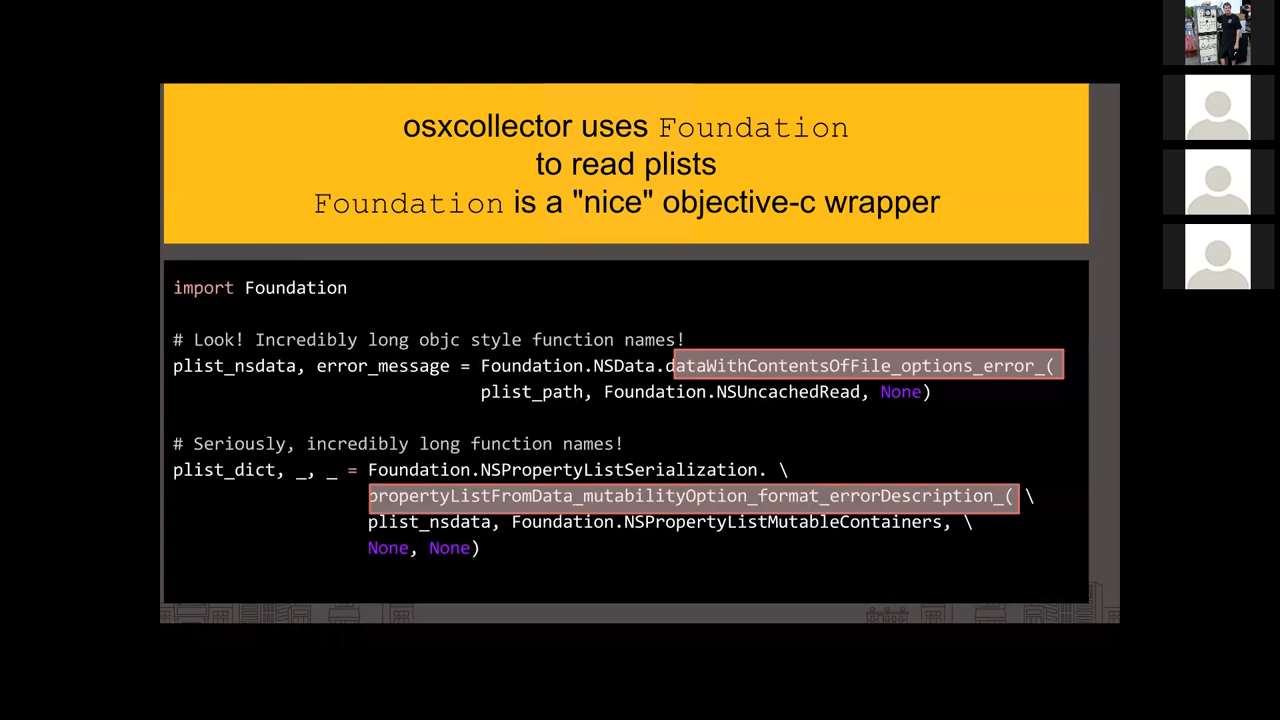 osxcollector uses Foundation
to read plists
Foundation is a "nice" objective-c wrapper
import Foundation
# Look! Incredibly long objc style function names!
plist_nsdata, error_message = Foundation.NSData.dataWithContentsOfFile_options_error_(
plist_path, Foundation.NSUncachedRead, None)
# Seriously, incredibly long function names!
plist_dict, _, _ = Foundation.NSPropertyListSerialization. \
propertyListFromData_mutabilityOption_format_errorDescription_( \
plist_nsdata, Foundation.NSPropertyListMutableContainers, \
None, None)